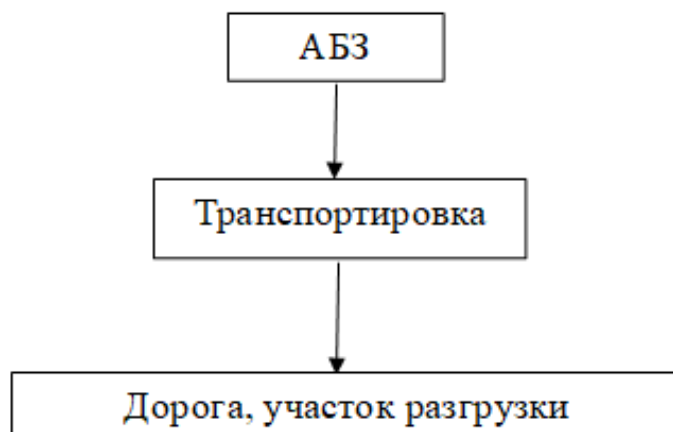 АБЗ
Транспортировка
Дорога, участок разгрузки